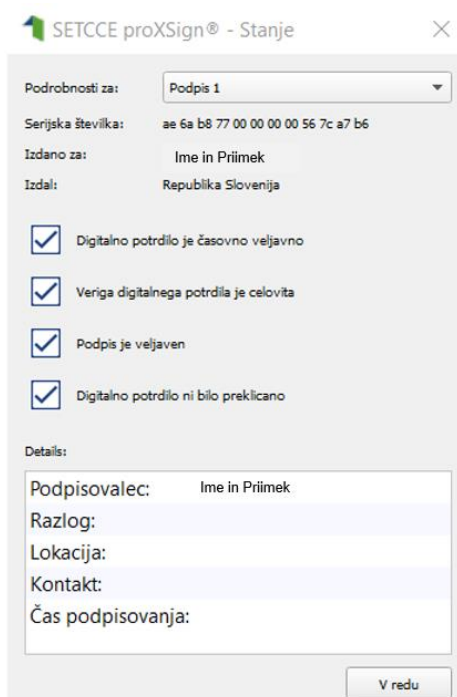 SETCCE proXSign® - Stanje
Podrobnosti za: Podpis 1
Serijska številka: ae 6a b8 77 00 00 00 00 56 7c a7 b6
Izdano za: Ime in Priimek
Izdal: Republika Slovenija
Digitalno potrdilo je časovno veljavno
Veriga digitalnega potrdila je celovita
Podpis je veljaven
Digitalno potrdilo ni bilo preklicano
Details:
Podpisovalec: Ime in Priimek
Razlog:
Lokacija:
Kontakt:
Čas podpisovanja:
V redu